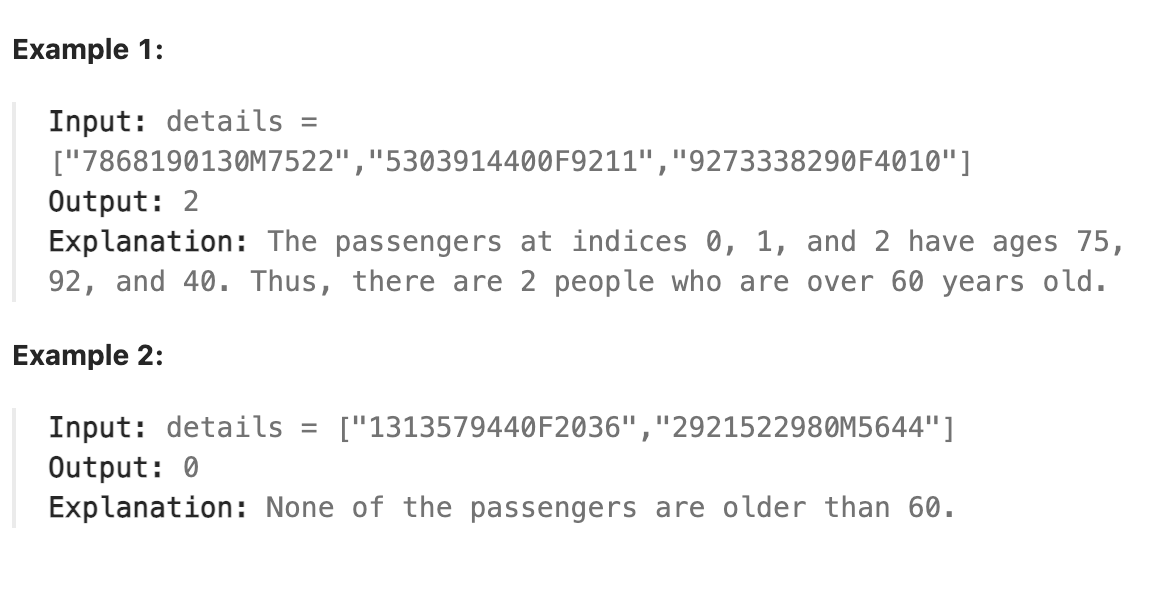 Example 1:
Input: details =
["7868190130M7522","5303914400F9211","9273338290F4010"]
Output: 2
Explanation: The passengers at indices 0, 1, and 2 have ages 75,
92, and 40. Thus, there are 2 people who are over 60 years old.
Example 2:
Input: details = ["1313579440F2036","2921522980M5644"]
Output: 0
Explanation: None of the passengers are older than 60.